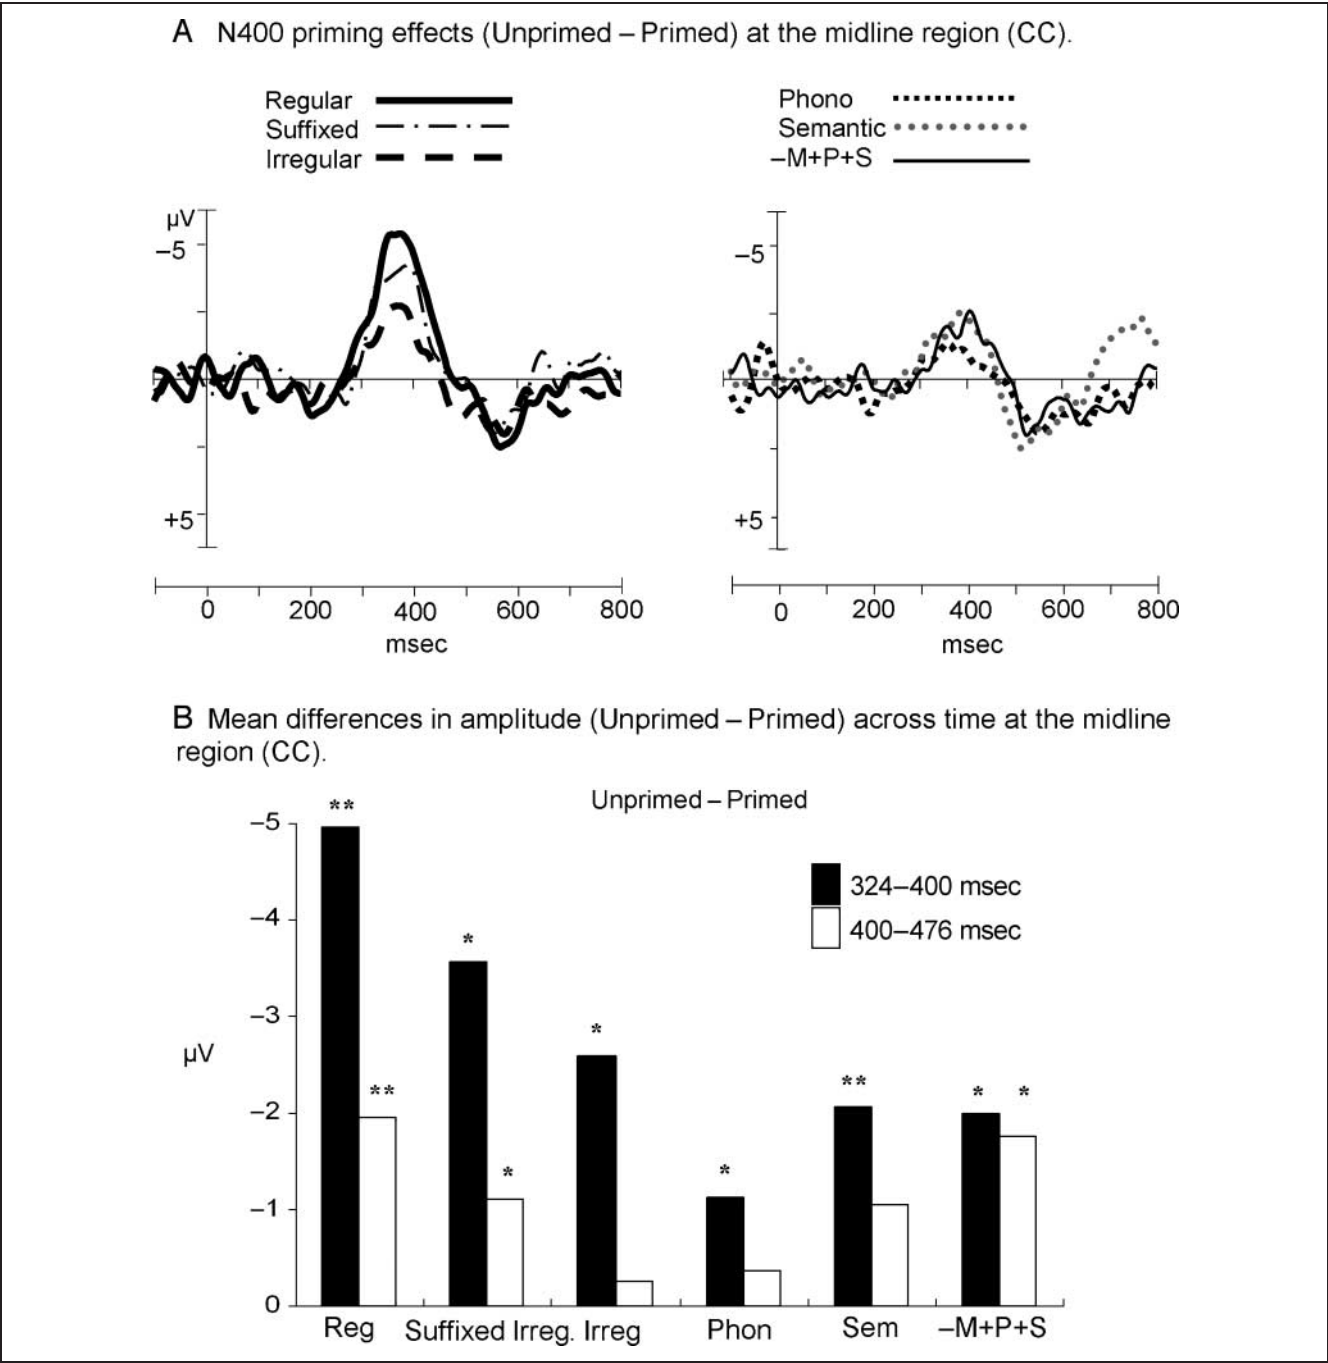 A N400 priming effects (Unprimed – Primed) at the midline region (CC).
Regular
Suffixed
Irregular
Phono
Semantic
–M+P+S
µV
–5
+5
0 200 400 600 800
msec
–5
+5
0 200 400 600 800
msec
B Mean differences in amplitude (Unprimed – Primed) across time at the midline
region (CC).
Unprimed – Primed
324–400 msec
400–476 msec
µV
–5
–4
–3
–2
–1
0
** ** * * * * ** * *
Reg Suffixed Irreg. Irreg Phon Sem –M+P+S